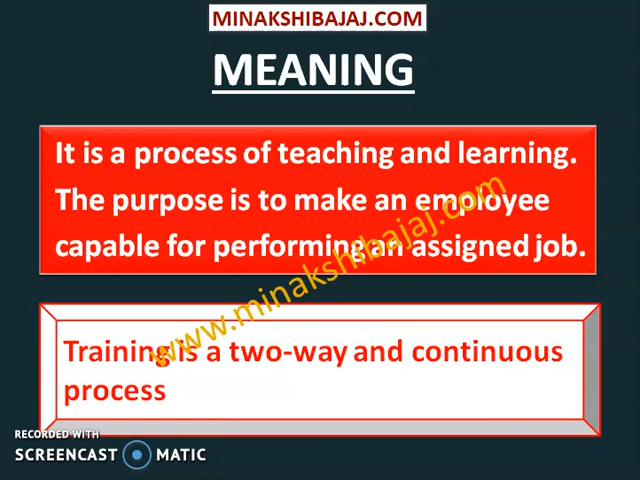 MINAKSHIBAJAJ.COM
MEANING
It is a process of teaching and learning.
The purpose is to make an employee
capable for performing an assigned job.
www.minakshibajaj.com
Training is a two-way and continuous
process
RECORDED WITH
SCREENCAST MATIC